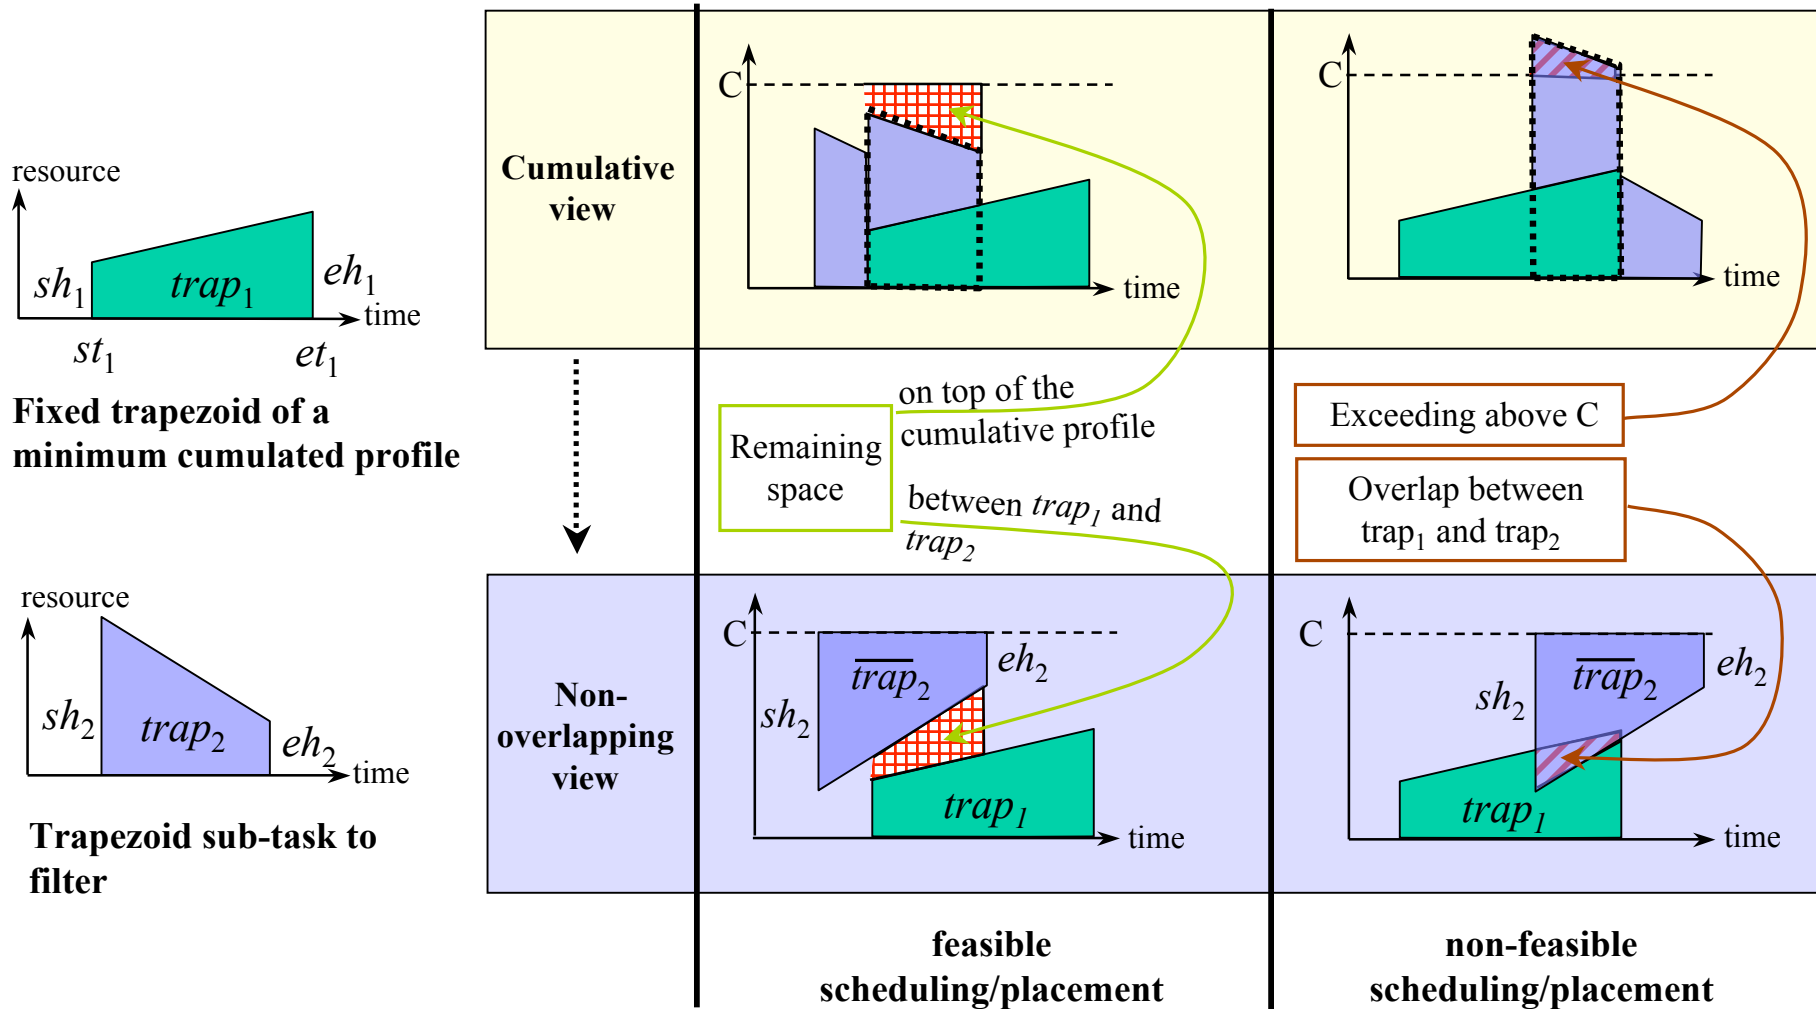 resource
sh1
trap1
eh1
time
st1
et1
Fixed trapezoid of a
minimum cumulated profile
resource
sh2
trap2
eh2
time
Trapezoid sub-task to
filter
Cumulative
view
C
time
C
time
on top of the
cumulative profile
Remaining
space
between trap1 and
trap2
Exceeding above C
Overlap between
trap1 and trap2
Non-
overlapping
view
C
trap2
eh2
sh2
trap1
time
C
trap2
eh2
sh2
trap1
time
feasible
scheduling/placement
non-feasible
scheduling/placement